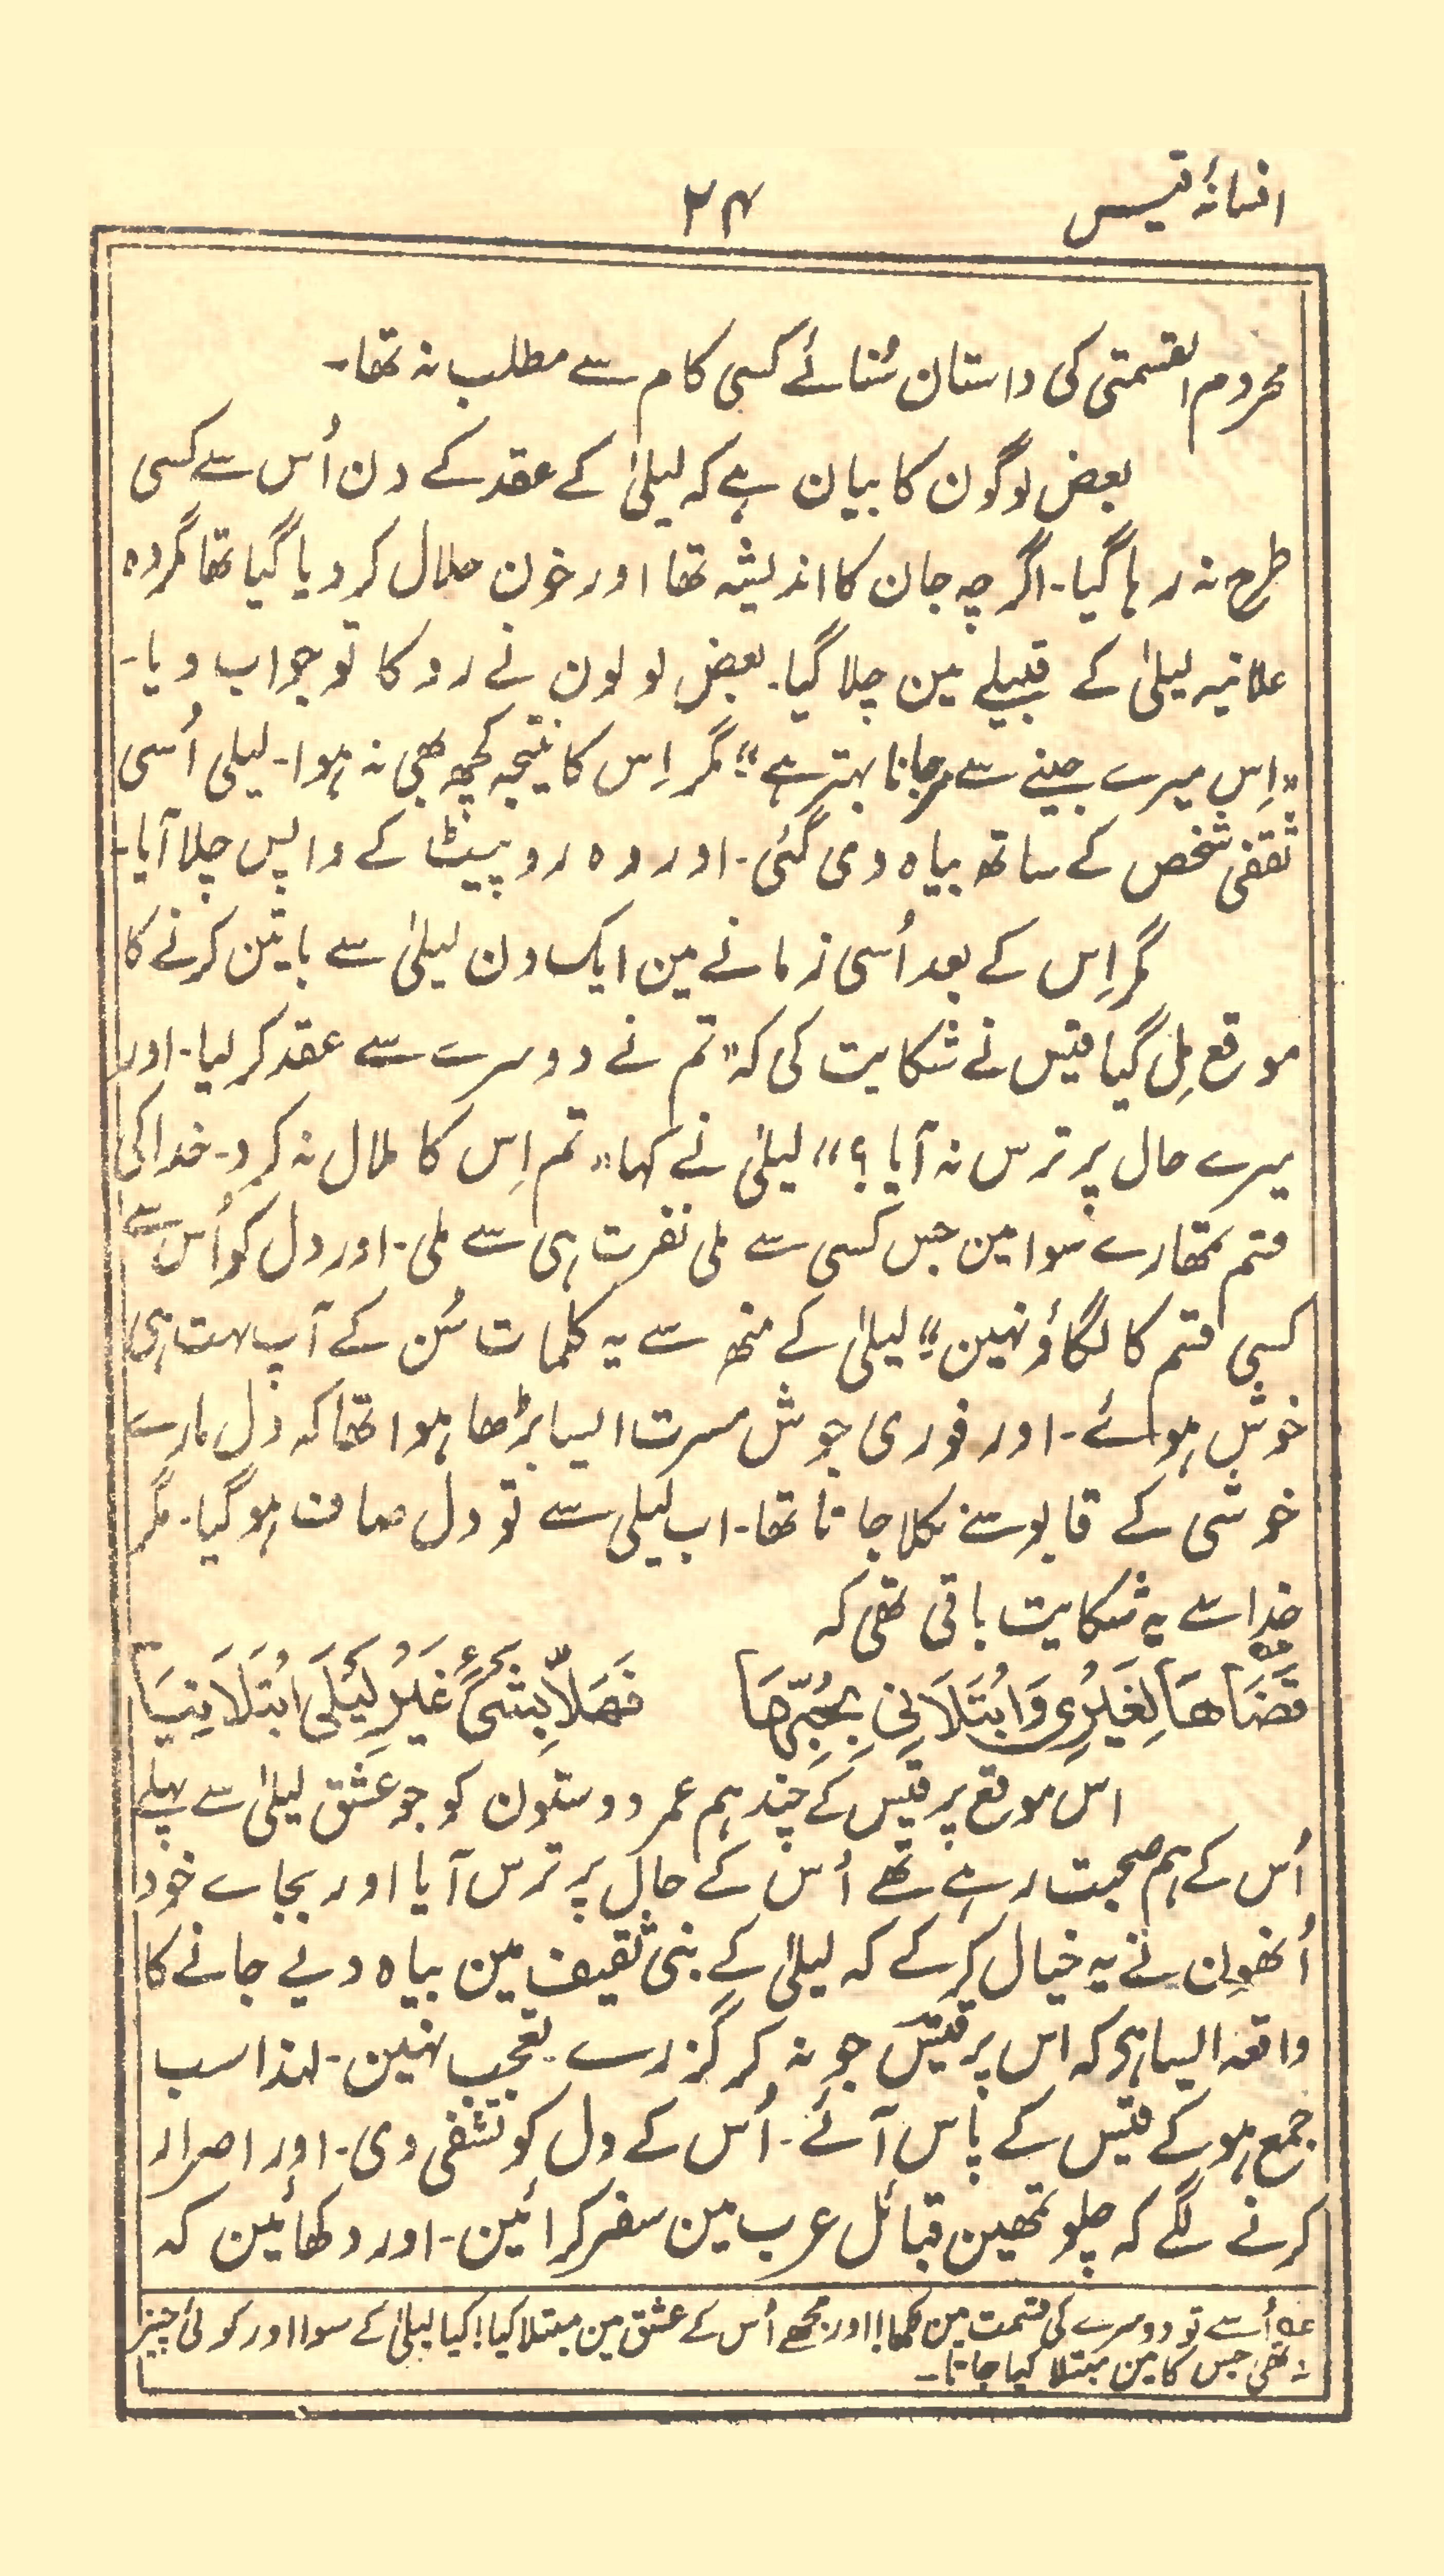 افسانۂ قیس
۲۴
محروم القسمتی کی داستان سُنائے کسی کام سے مطلب نہ تھا۔
بعض لوگون کا بیان ہے کہ لیلیٰ کے عقد کے دن اُس سے کسی
طرح نہ رہا گیا۔ اگرچہ جان کا اندیشہ تھا اور خون حلال کر دیا گیا تھا مگر وہ
علانیہ لیلیٰ کے قبیلے مین چلا گیا۔ بعض لولون نے روکا تو جواب دیا۔
”اِس میرے جینے سے مرجانا بہتر ہے“؛ مگر اِس کا نتیجہ کچھ بھی نہ ہوا۔ لیلی اُسی
ثقفی شخص کے ساتھ بیاہ دی گئی۔ اور وہ رو پیٹ کے واپس چلا آیا۔
مگر اِس کے بعد اُسی زمانے مین ایک دن لیلیٰ سے باتین کرنے کا
موقع مِل گیا قیس نے شکایت کی کہ ”تم نے دوسرے سے عقد کر لیا۔ اور
میرے حال پر ترس نہ آیا؟“ لیلیٰ نے کہا ”تم اِس کا ملال نہ کرو۔ خدا کی
قسم تمھارے سوا مین جس کسی سے ملی نفرت ہی سے ملی۔ اور دل کو اُس سے
کسی قسم کا لگاؤ نہین“؛ لیلیٰ کے منھ سے یہ کلمات سُن کے آپ بہت ہی
خوش ہوئے۔ اور فوری جوش مسرت ایسا بڑھا ہوا تھا کہ دل مارے
خوشی کے قابو سے نکلا جاتا تھا۔ اب لیلی سے تو دل صاف ہو گیا۔ مگر
خدا سے یہ شکایت باقی تھی کہ
قَضَاهَا لِغَيْرِي وَابْتَلَانِي بِحُبِّهَا فَهَلَّا بِشَيْءٍ غَيْرِ لَيْلَى ابْتَلَانِيَا عہ
اس موقع پر قیس کے چند ہم عمر دوستون کو جو عشق لیلیٰ سے پہلے
اُس کے ہم صحبت رہے تھے اُس کے حال پر ترس آیا اور بجاے خود
اُنھون نے یہ خیال کر کے کہ لیلیٰ کے بنی ثقیف مین بیاہ دیے جانے کا
واقعہ ایسا ہی کہ اس پر قیس جو نہ کر گزرے تعجب نہین۔ لہذا سب
جمع ہو کے قیس کے پاس آئے۔ اُس کے دل کو تشفی دی۔ اور اصرار
کرنے لگے کہ چلو تمھین قبائل عرب مین سفر کرائین۔ اور دکھائین کہ
عہ اُسے تو دوسرے کی قسمت مین لکھا! اور مجھے اُس کے عشق مین مبتلا کیا! کیا لیلیٰ کے سوا اور کوئی چیز
نہ تھی جس کا مین مبتلا کیا جاتا۔